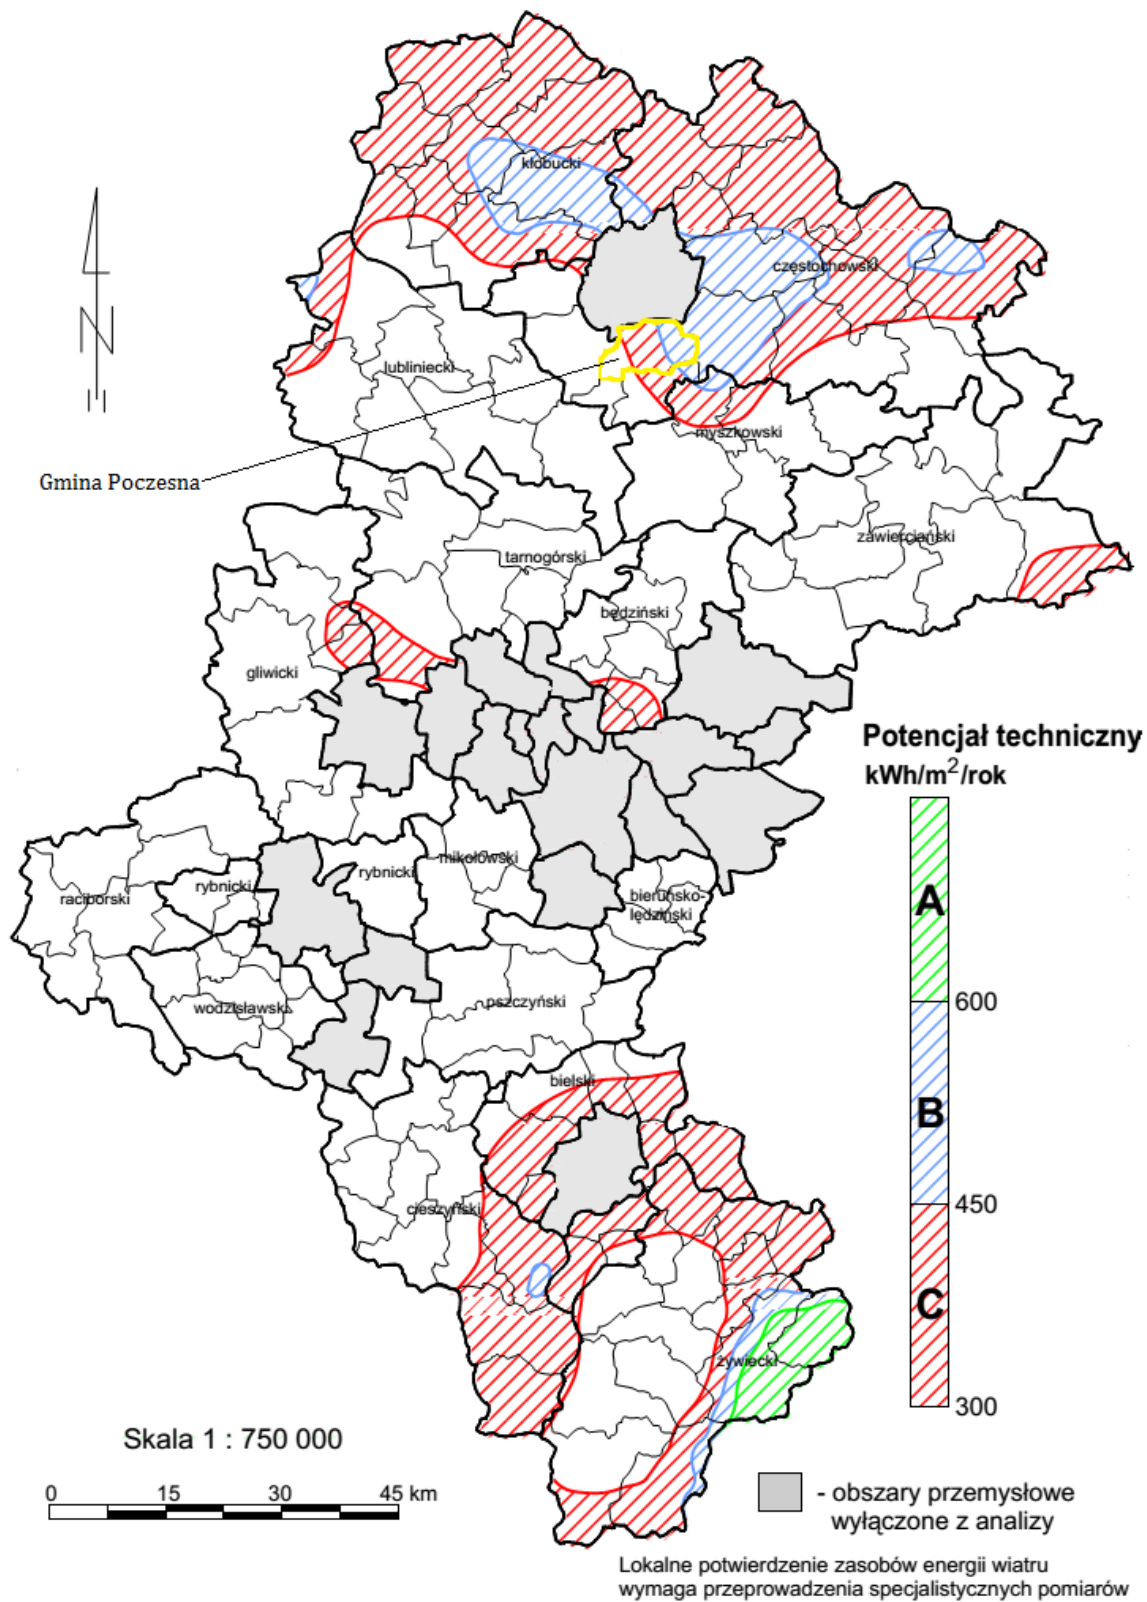 kłobucki
częstochowski
lubliniecki
myszkowski
Gmina Poczesna
N
zawierciański
tarnogórski
będziński
gliwicki
Potencjał techniczny
kWh/m²/rok
A
600
B
450
C
300
mikołowski
rybnicki
rybnicki
raciborski
bieruńsko-
lędziński
pszczyński
wodzisławski
bielski
cieszyński
żywiecki
Skala 1 : 750 000
0 15 30 45 km
- obszary przemysłowe
wyłączone z analizy
Lokalne potwierdzenie zasobów energii wiatru
wymaga przeprowadzenia specjalistycznych pomiarów